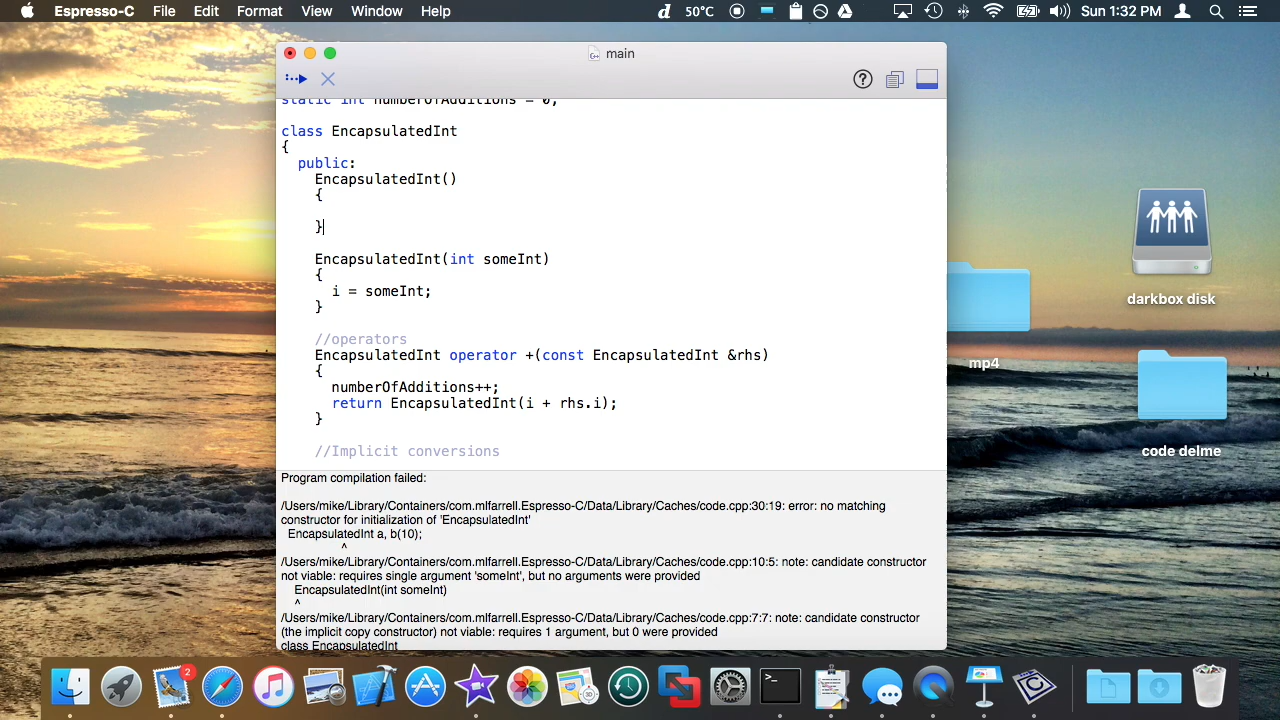 Espresso-C File Edit Format View Window Help d 50°C Sun 1:32 PM
main
static int numberOfAdditions = 0;
class EncapsulatedInt
{
public:
EncapsulatedInt()
{
}
EncapsulatedInt(int someInt)
{
i = someInt;
}
//operators
EncapsulatedInt operator +(const EncapsulatedInt &rhs)
{
numberOfAdditions++;
return EncapsulatedInt(i + rhs.i);
}
//Implicit conversions
Program compilation failed:
/Users/mike/Library/Containers/com.mlfarrell.Espresso-C/Data/Library/Caches/code.cpp:30:19: error: no matching
constructor for initialization of 'EncapsulatedInt'
EncapsulatedInt a, b(10);
^
/Users/mike/Library/Containers/com.mlfarrell.Espresso-C/Data/Library/Caches/code.cpp:10:5: note: candidate constructor
not viable: requires single argument 'someInt', but no arguments were provided
EncapsulatedInt(int someInt)
^
/Users/mike/Library/Containers/com.mlfarrell.Espresso-C/Data/Library/Caches/code.cpp:7:7: note: candidate constructor
(the implicit copy constructor) not viable: requires 1 argument, but 0 were provided
class EncapsulatedInt
darkbox disk
mp4
code delme
2
30
>_
C